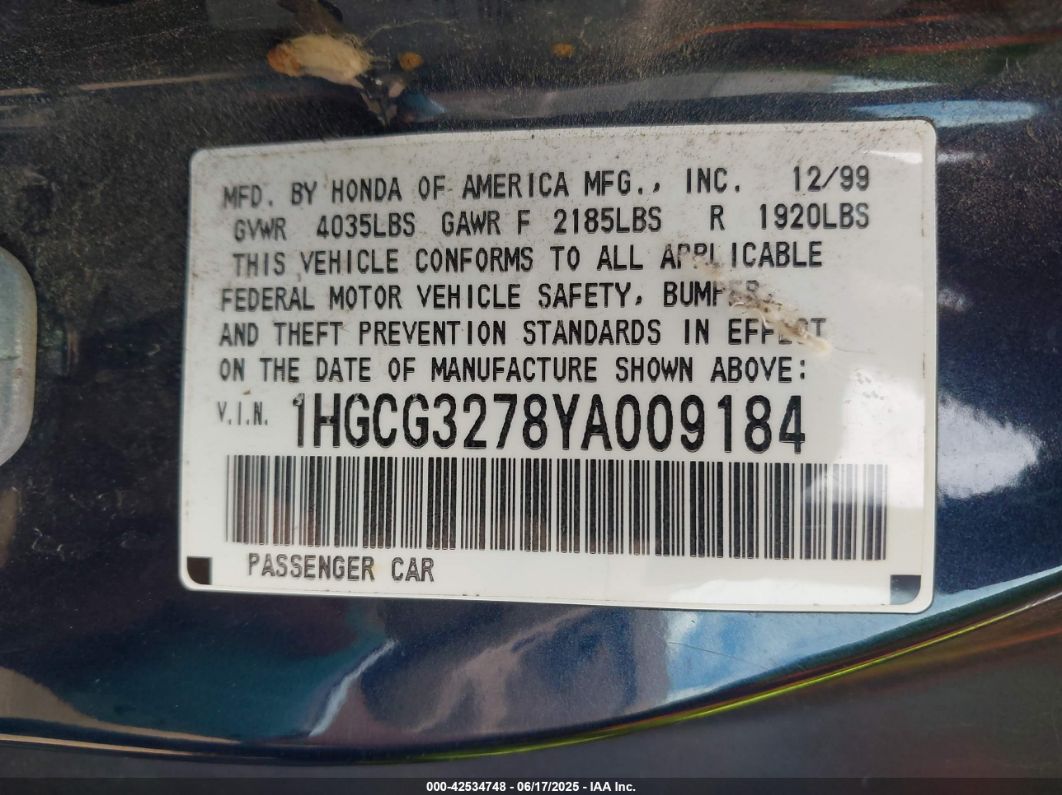 MFD. BY HONDA OF AMERICA MFG., INC. 12/99
GVWR 4035LBS GAWR F 2185LBS R 1920LBS
THIS VEHICLE CONFORMS TO ALL APPLICABLE
FEDERAL MOTOR VEHICLE SAFETY, BUMPER,
AND THEFT PREVENTION STANDARDS IN EFFECT
ON THE DATE OF MANUFACTURE SHOWN ABOVE:
V.I.N. 1HGCG3278YA009184
PASSENGER CAR
000-42534748 - 06/17/2025 - IAA Inc.